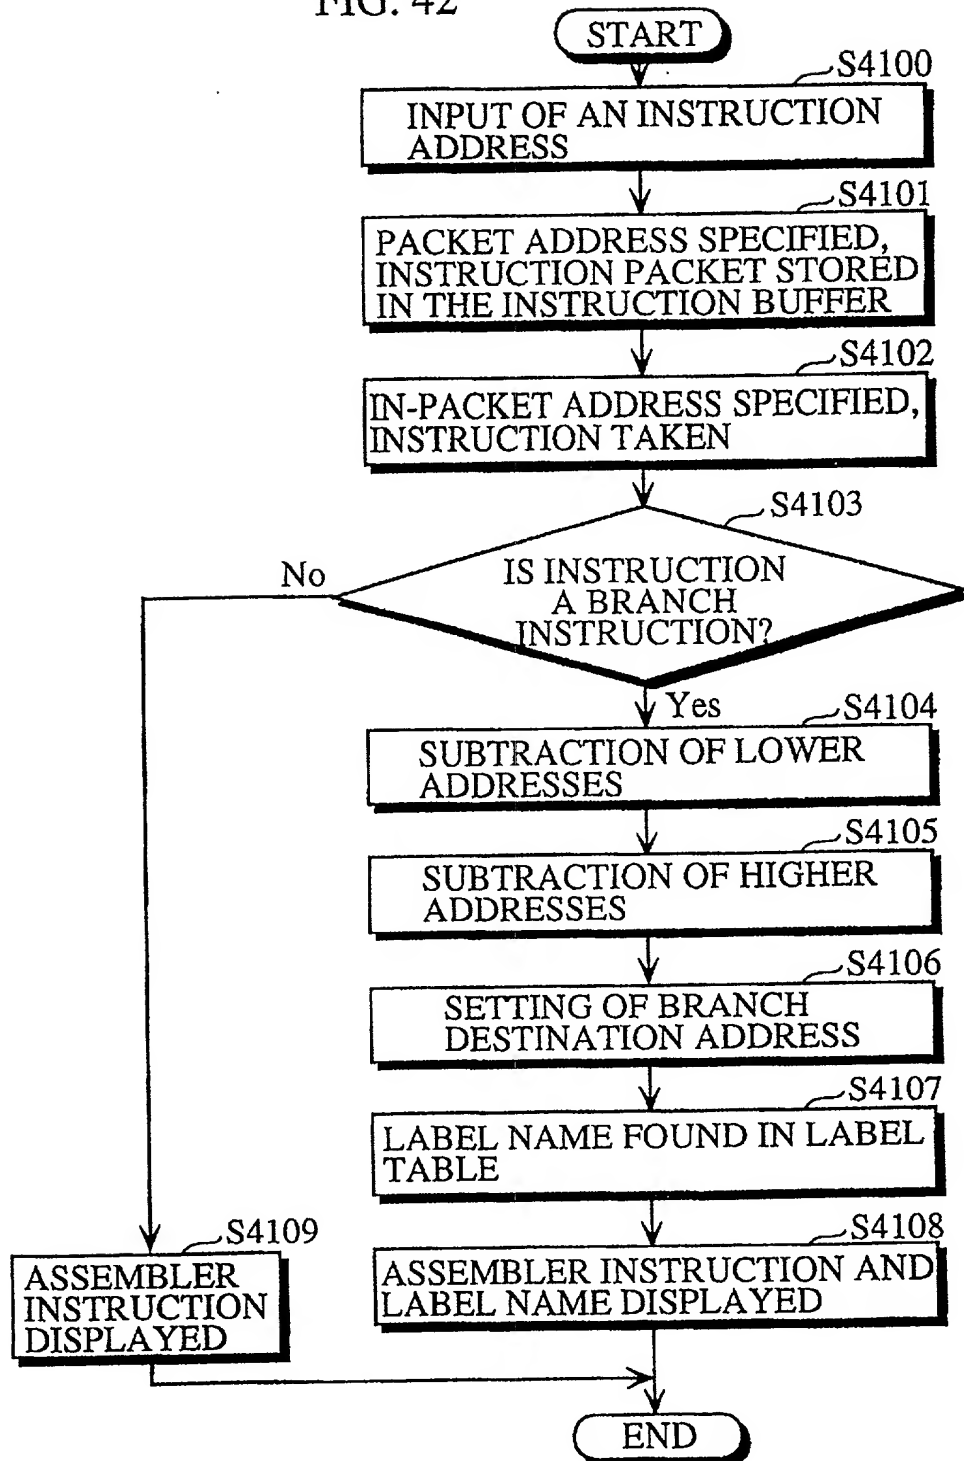 FIG. 42
START
S4100
INPUT OF AN INSTRUCTION
ADDRESS
S4101
PACKET ADDRESS SPECIFIED,
INSTRUCTION PACKET STORED
IN THE INSTRUCTION BUFFER
S4102
IN-PACKET ADDRESS SPECIFIED,
INSTRUCTION TAKEN
S4103
IS INSTRUCTION
A BRANCH
INSTRUCTION?
No
Yes
S4104
SUBTRACTION OF LOWER
ADDRESSES
S4105
SUBTRACTION OF HIGHER
ADDRESSES
S4106
SETTING OF BRANCH
DESTINATION ADDRESS
S4107
LABEL NAME FOUND IN LABEL
TABLE
S4108
ASSEMBLER INSTRUCTION AND
LABEL NAME DISPLAYED
S4109
ASSEMBLER
INSTRUCTION
DISPLAYED
END